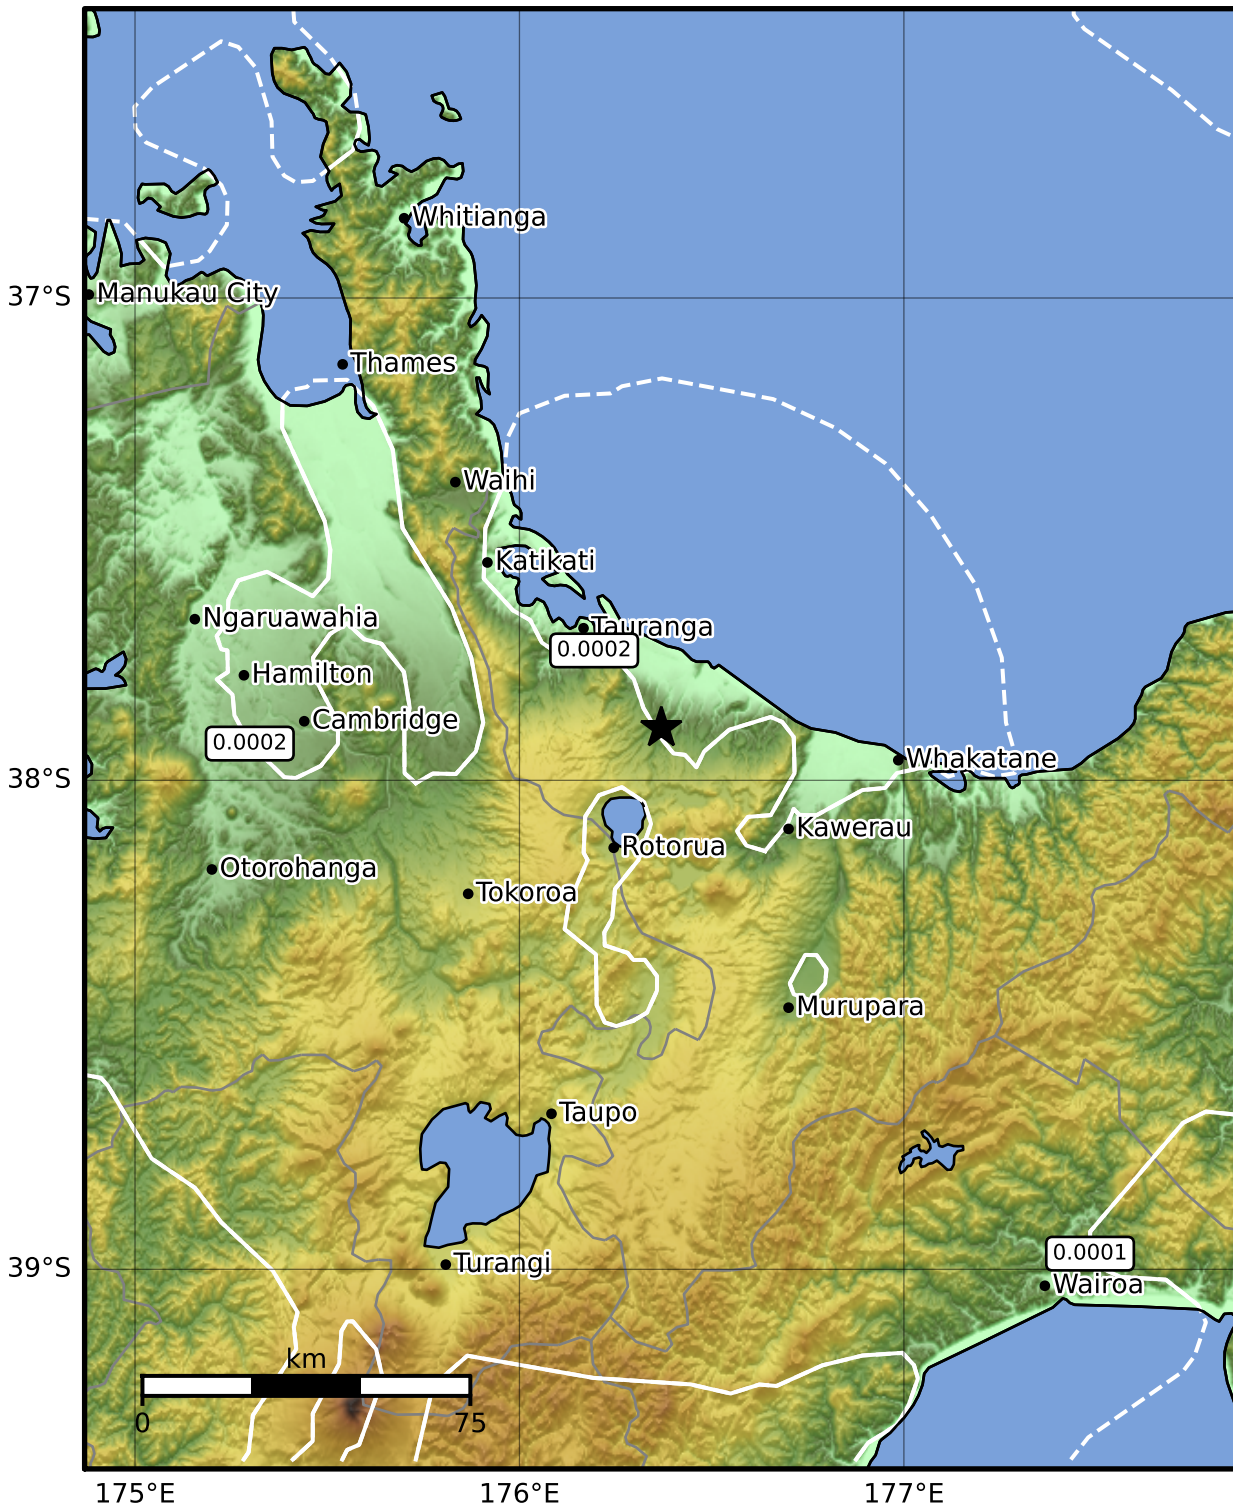 Whitianga
37°S
Manukau City
Thames
Waihi
Katikati
Ngaruawahia
Tauranga
0.0002
Hamilton
Cambridge
0.0002
Whakatane
38°S
Kawerau
Rotorua
Otorohanga
Tokoroa
Murupara
Taupo
0.0001
39°S
Turangi
Wairoa
km
0
75
175°E
176°E
177°E